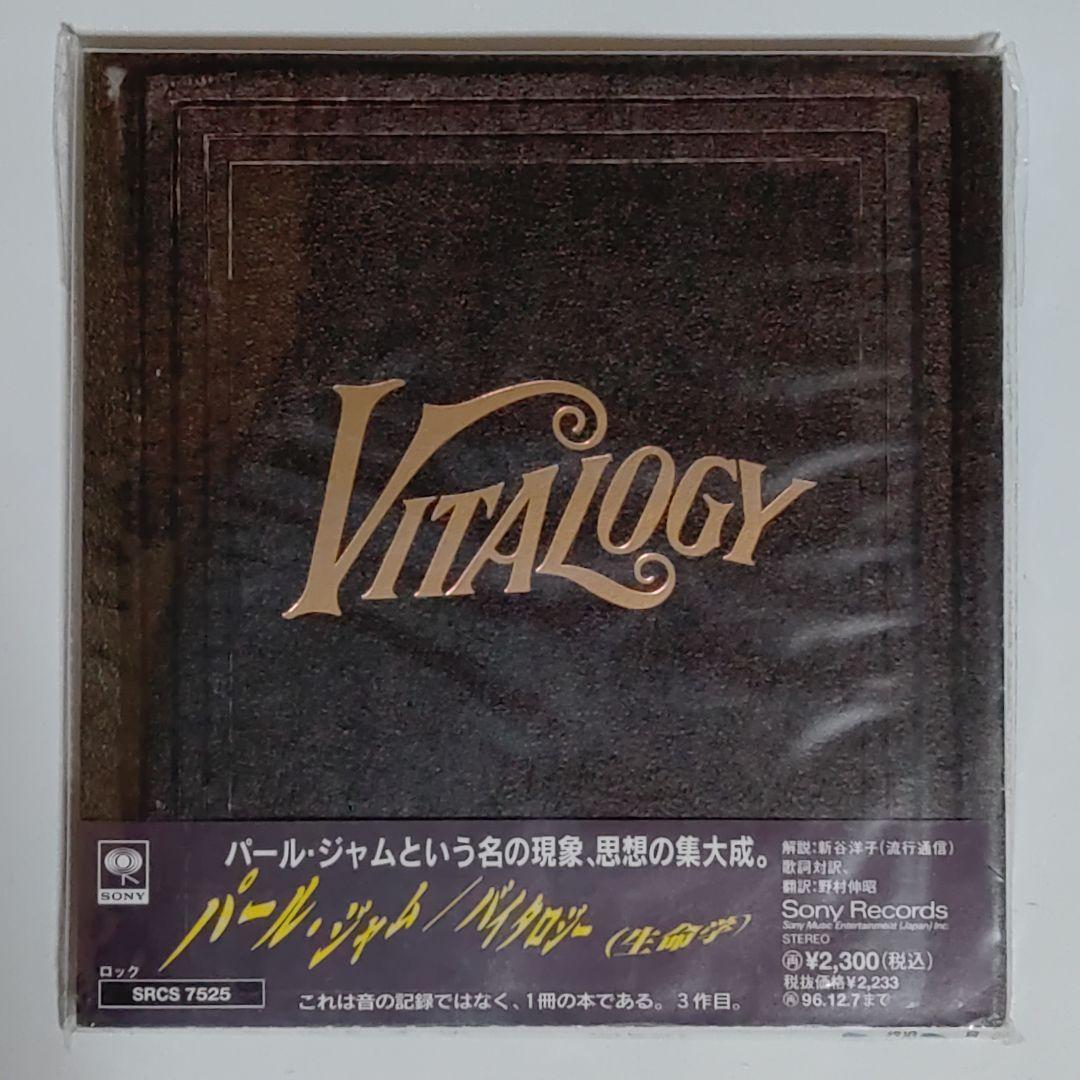 VITALOGY
パール・ジャムという名の現象、思想の集大成。
パール・ジャム/バイタロジー (生命学)
SONY
ロック
SRCS 7525
これは音の記録ではなく、1冊の本である。3作目。
解説:新谷洋子(流行通信)
歌詞対訳、
翻訳:野村伸昭
Sony Records
Sony Music Entertainment (Japan) Inc.
STEREO
再¥2,300(税込)
税抜価格¥2,233
再96.12.7まで